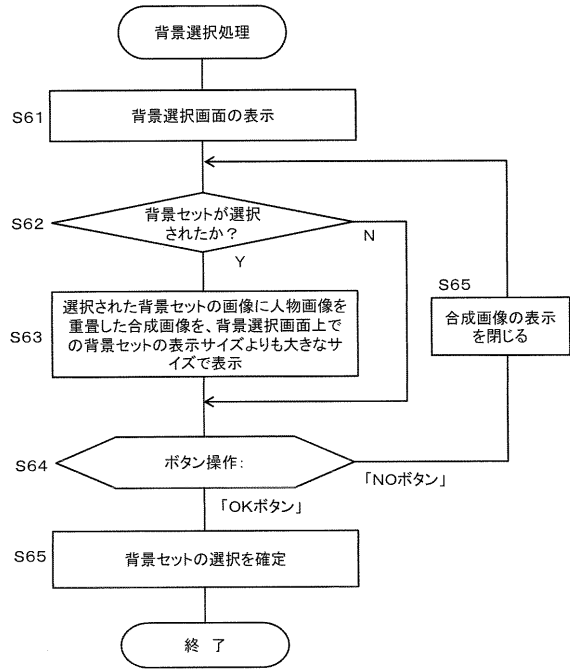 背景選択処理
S61
背景選択画面の表示
S62
背景セットが選択
されたか？
N
Y
S63
選択された背景セットの画像に人物画像を
重畳した合成画像を、背景選択画面上で
の背景セットの表示サイズよりも大きなサ
イズで表示
S65
合成画像の表示
を閉じる
S64
ボタン操作:
「NOボタン」
「OKボタン」
S65
背景セットの選択を確定
終 了